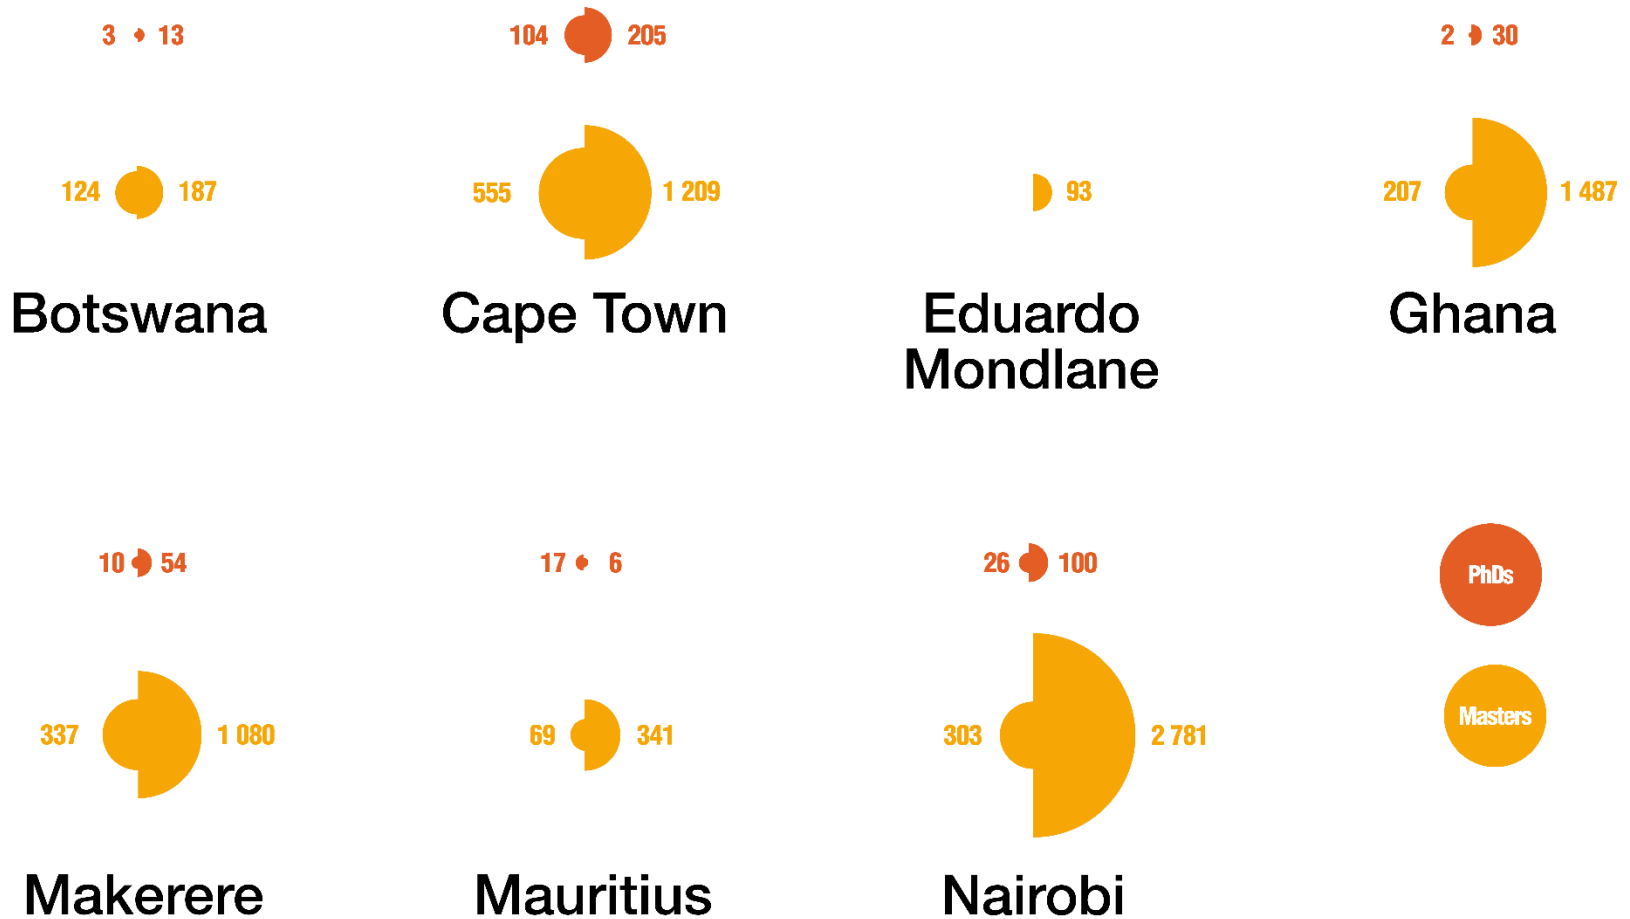 3 13
104 205
2 30
124 187
555 1 209
93
207 1 487
Botswana
Cape Town
Eduardo
Mondlane
Ghana
10 54
17 6
26 100
PhDs
Masters
337 1 080
69 341
303 2 781
Makerere
Mauritius
Nairobi